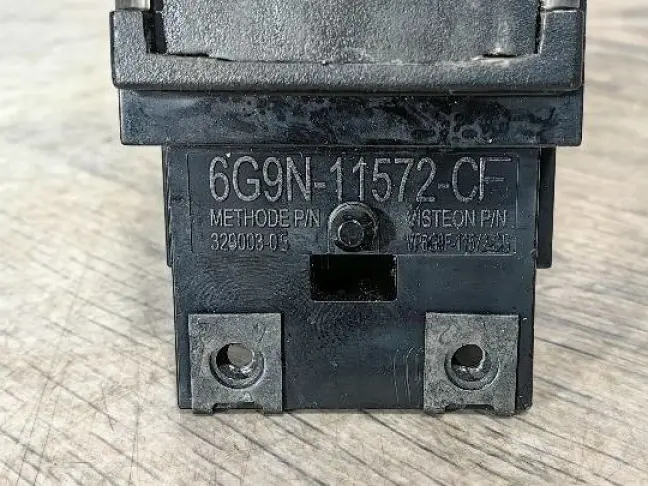 6G9N-11572-CF
METHODE P/N VISTEON P/N
329003-05